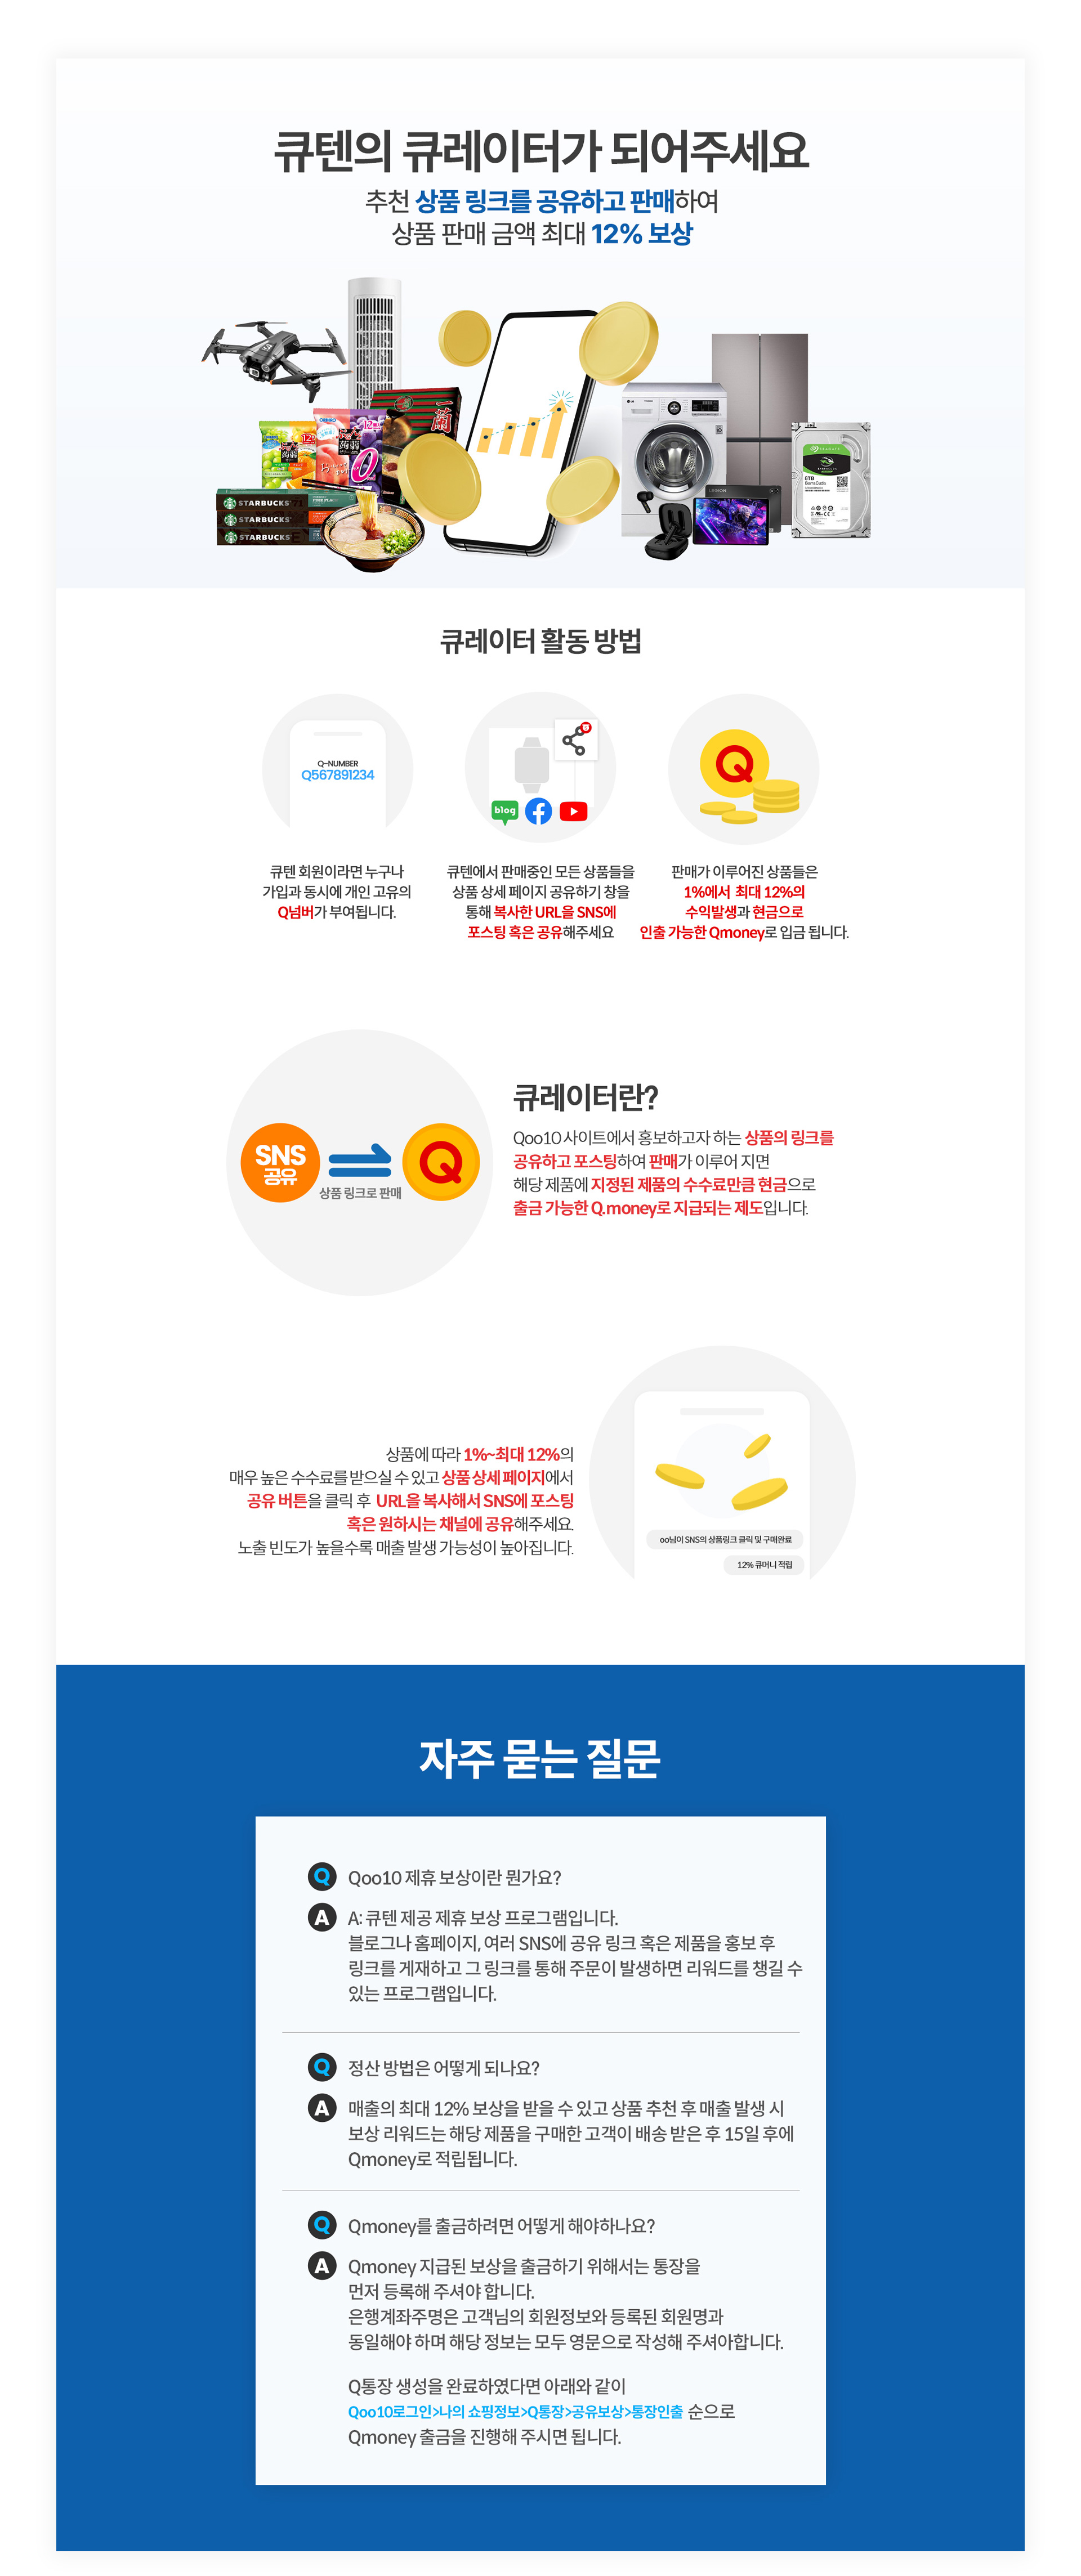 큐텐의 큐레이터가 되어주세요
추천 상품 링크를 공유하고 판매하여
상품 판매 금액 최대 12% 보상
一蘭
12
12
0
STARBUCKS
STARBUCKS
STARBUCKS
LG
8TB
BarraCuda
큐레이터 활동 방법
Q-NUMBER
Q567891234
blog
Q
큐텐 회원이라면 누구나
가입과 동시에 개인 고유의
Q넘버가 부여됩니다.
큐텐에서 판매중인 모든 상품들을
상품 상세 페이지 공유하기 창을
통해 복사한 URL을 SNS에
포스팅 혹은 공유해주세요
판매가 이루어진 상품들은
1%에서 최대 12%의
수익발생과 현금으로
인출 가능한 Qmoney로 입금 됩니다.
SNS
공유
Q
상품 링크로 판매
큐레이터란?
Qoo10 사이트에서 홍보하고자 하는 상품의 링크를
공유하고 포스팅하여 판매가 이루어 지면
해당 제품에 지정된 제품의 수수료만큼 현금으로
출금 가능한 Q.money로 지급되는 제도입니다.
상품에 따라 1%~최대 12%의
매우 높은 수수료를 받으실 수 있고 상품 상세 페이지에서
공유 버튼을 클릭 후 URL을 복사해서 SNS에 포스팅
혹은 원하시는 채널에 공유해주세요.
노출 빈도가 높을수록 매출 발생 가능성이 높아집니다.
oo님이 SNS의 상품링크 클릭 및 구매완료
12% 큐머니 적립
자주 묻는 질문
Q Qoo10 제휴 보상이란 뭔가요?
A A: 큐텐 제공 제휴 보상 프로그램입니다.
블로그나 홈페이지, 여러 SNS에 공유 링크 혹은 제품을 홍보 후
링크를 게재하고 그 링크를 통해 주문이 발생하면 리워드를 챙길 수
있는 프로그램입니다.
Q 정산 방법은 어떻게 되나요?
A 매출의 최대 12% 보상을 받을 수 있고 상품 추천 후 매출 발생 시
보상 리워드는 해당 제품을 구매한 고객이 배송 받은 후 15일 후에
Qmoney로 적립됩니다.
Q Qmoney를 출금하려면 어떻게 해야하나요?
A Qmoney 지급된 보상을 출금하기 위해서는 통장을
먼저 등록해 주셔야 합니다.
은행계좌주명은 고객님의 회원정보와 등록된 회원명과
동일해야 하며 해당 정보는 모두 영문으로 작성해 주셔야합니다.
Q통장 생성을 완료하였다면 아래와 같이
Qoo10로그인>나의 쇼핑정보>Q통장>공유보상>통장인출 순으로
Qmoney 출금을 진행해 주시면 됩니다.